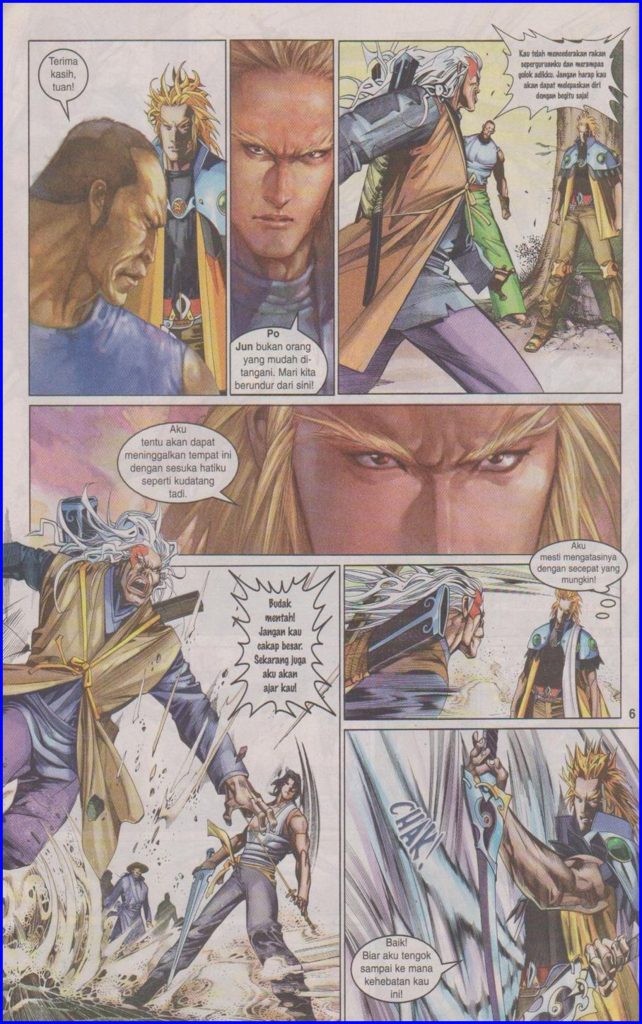 Terima
kasih,
tuan!
Po
Jun bukan orang
yang mudah di-
tangani. Mari kita
berundur dari sini!
Kau telah mencederakan rakan
seperguruanku dan merampas
golok adikku. Jangan harap kau
akan dapat melepaskan diri
dengan begitu saja!
Aku
tentu akan dapat
meninggalkan tempat ini
dengan sesuka hatiku
seperti kudatang
tadi.
Budak
mentah!
Jangan kau
cakap besar.
Sekarang juga
aku akan
ajar kau!
Aku
mesti mengatasinya
dengan secepat yang
mungkin!
6
CHAK!
Baik!
Biar aku tengok
sampai ke mana
kehebatan kau
ini!